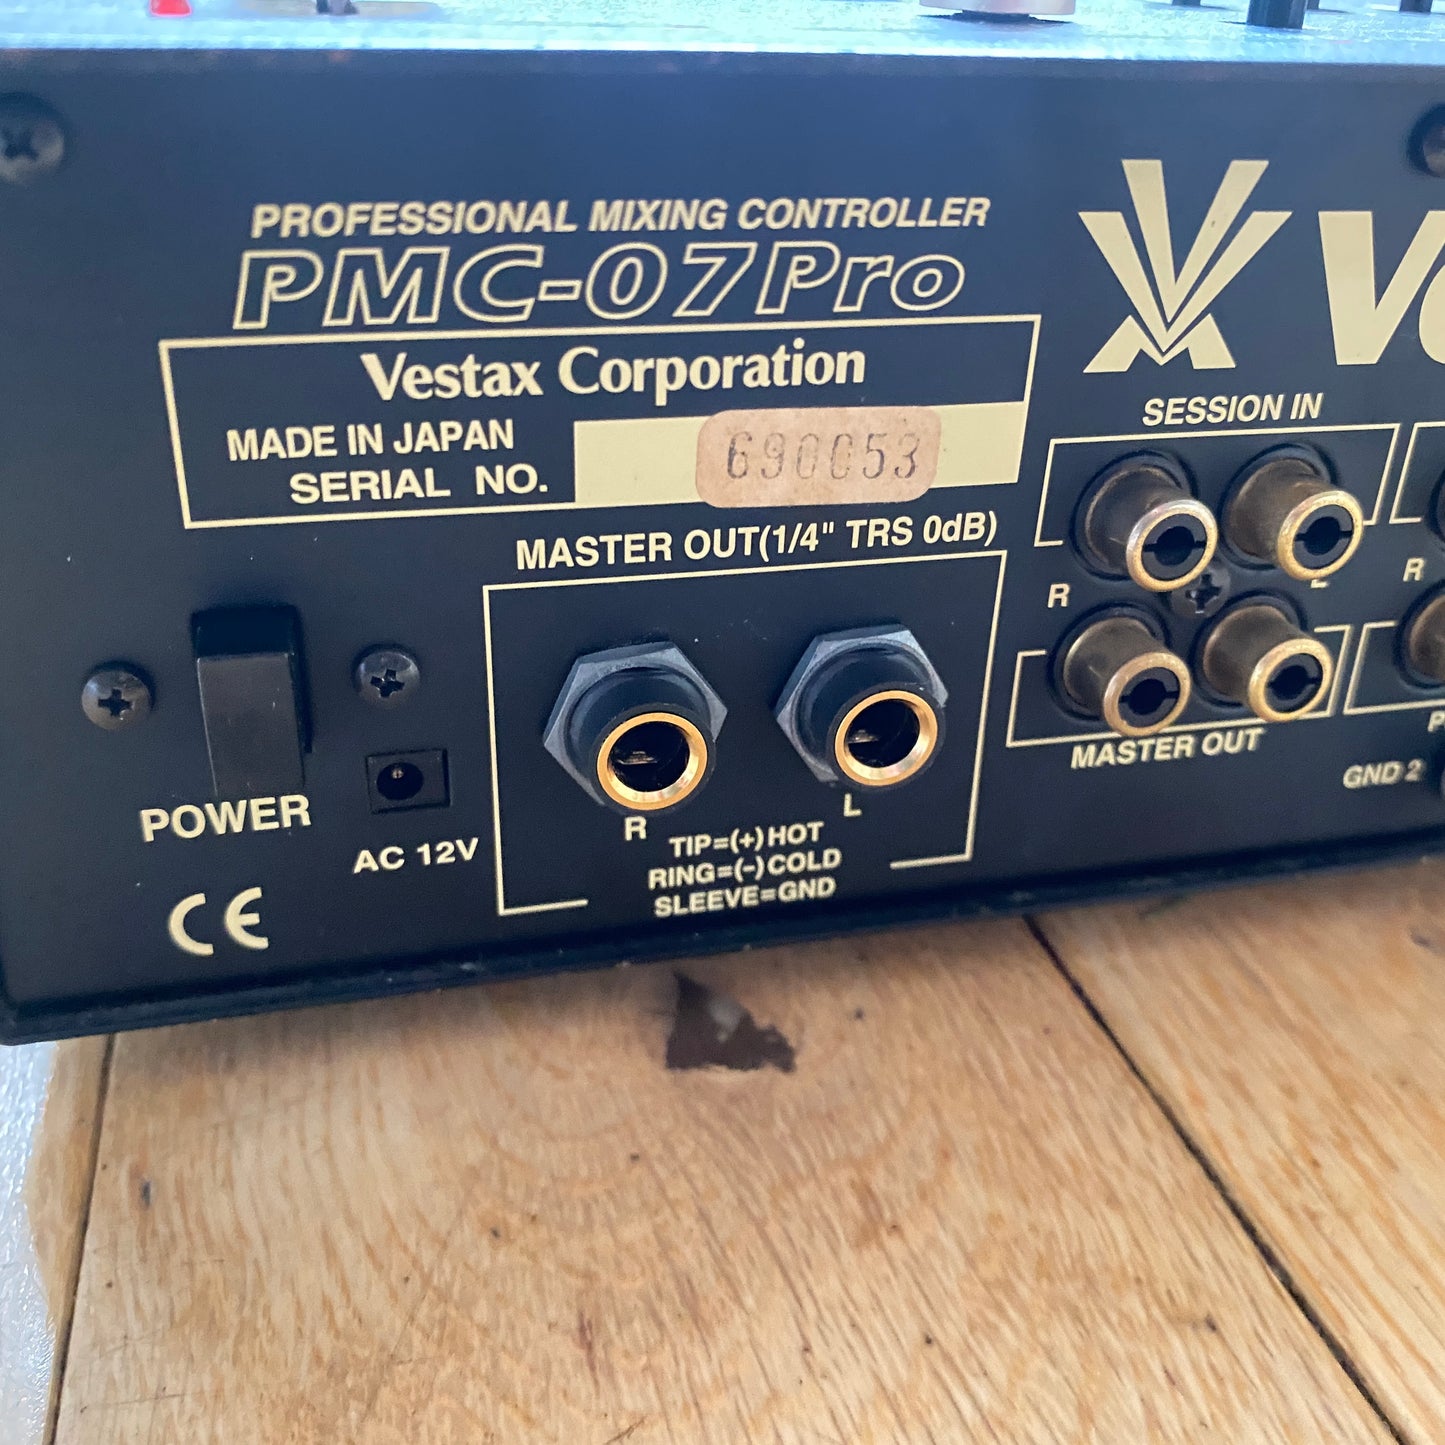 PROFESSIONAL MIXING CONTROLLER
PMC-07Pro
Vestax Corporation
MADE IN JAPAN
SERIAL NO.
690053
MASTER OUT(1/4" TRS 0dB)
R
L
TIP=(+)HOT
RING=(-)COLD
SLEEVE=GND
POWER
AC 12V
CE
SESSION IN
R
L
MASTER OUT
R
GND 2